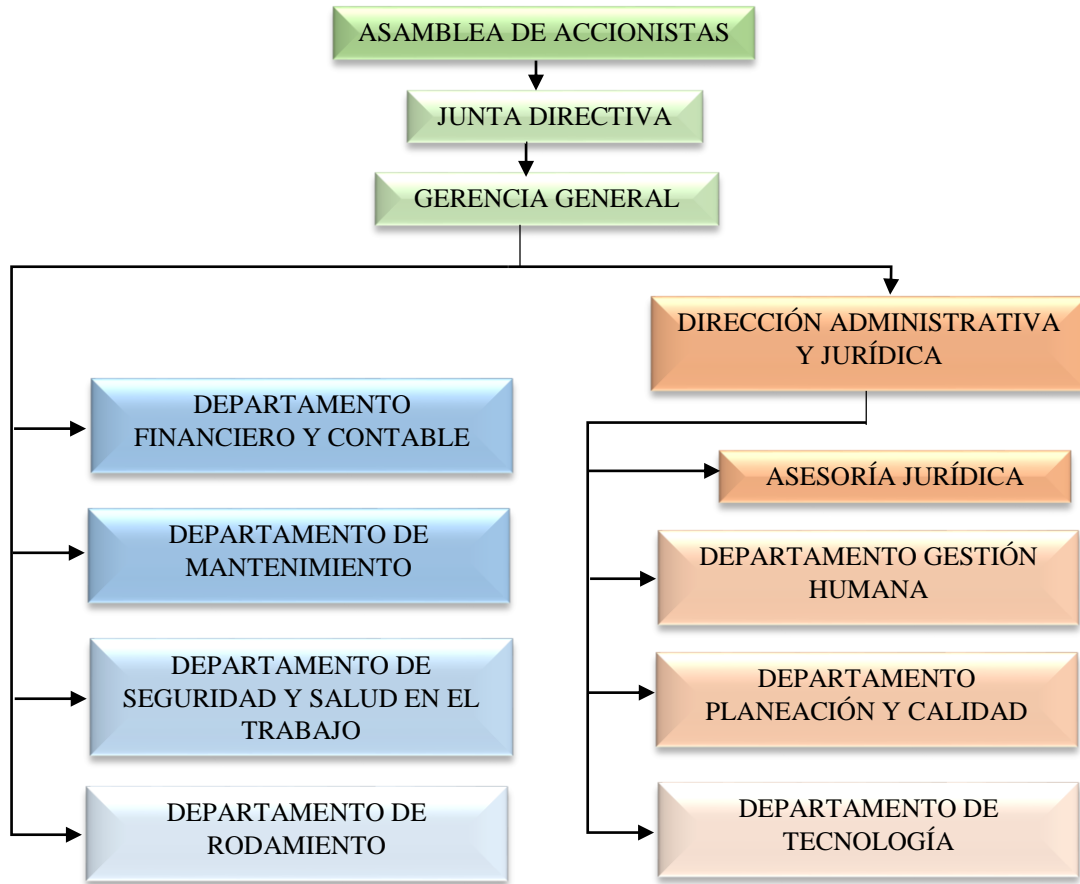 ASAMBLEA DE ACCIONISTAS
JUNTA DIRECTIVA
GERENCIA GENERAL
DIRECCIÓN ADMINISTRATIVA
Y JURÍDICA
DEPARTAMENTO
FINANCIERO Y CONTABLE
DEPARTAMENTO DE
MANTENIMIENTO
DEPARTAMENTO DE
SEGURIDAD Y SALUD EN EL
TRABAJO
DEPARTAMENTO DE
RODAMIENTO
ASESORÍA JURÍDICA
DEPARTAMENTO GESTIÓN
HUMANA
DEPARTAMENTO
PLANEACIÓN Y CALIDAD
DEPARTAMENTO DE
TECNOLOGÍA